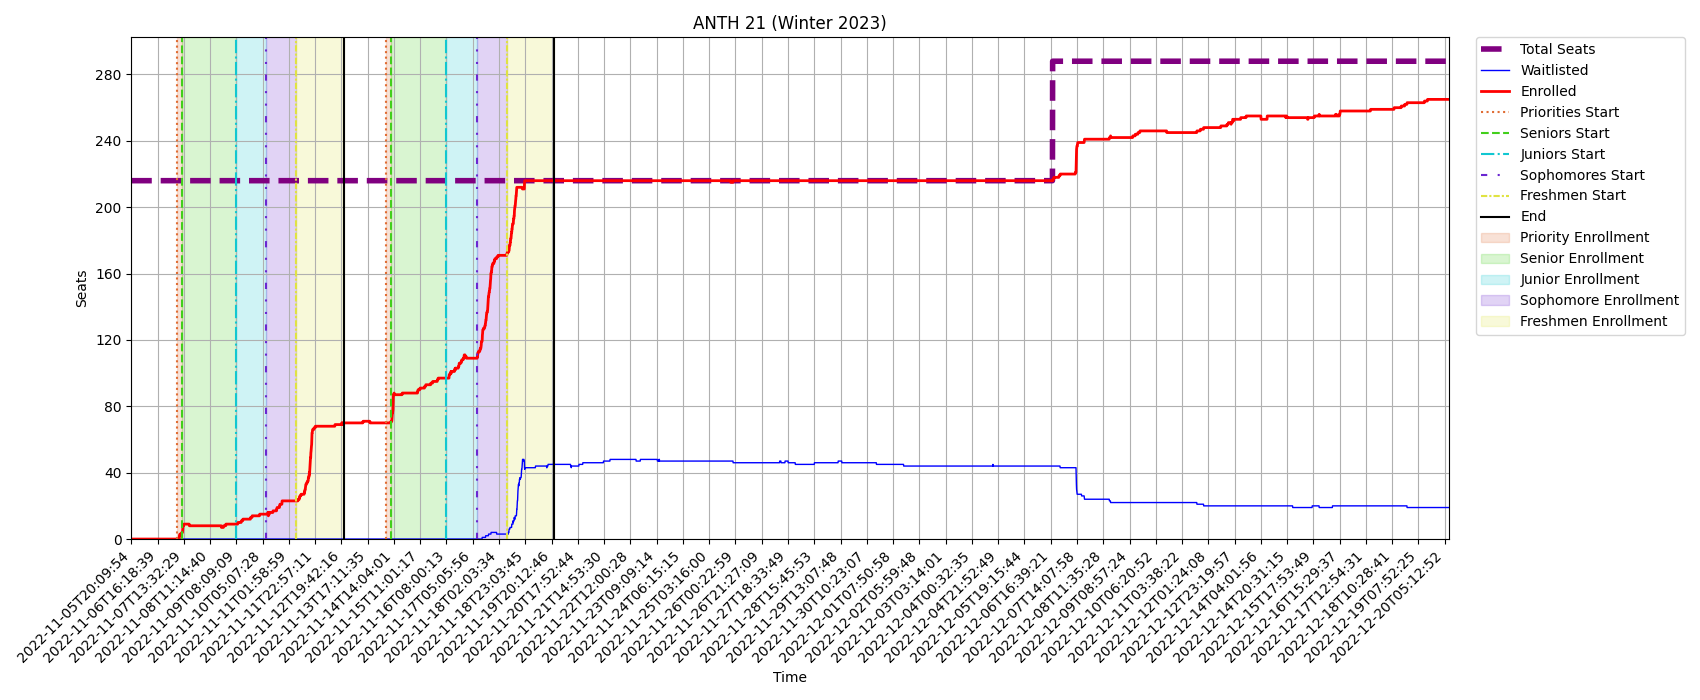 ANTH 21 (Winter 2023)
280
240
200
160
120
80
40
0
Seats
2022-11-05T20:09:54
2022-11-06T16:18:39
2022-11-07T13:32:29
2022-11-08T11:14:40
2022-11-09T08:09:09
2022-11-10T05:07:28
2022-11-11T01:58:59
2022-11-11T22:57:11
2022-11-12T19:42:16
2022-11-13T17:11:35
2022-11-14T14:04:01
2022-11-15T11:01:17
2022-11-16T08:00:13
2022-11-17T05:05:56
2022-11-18T02:03:34
2022-11-18T23:03:45
2022-11-19T20:12:46
2022-11-20T17:52:44
2022-11-21T14:53:30
2022-11-22T12:00:28
2022-11-23T09:09:14
2022-11-24T06:15:15
2022-11-25T03:16:00
2022-11-26T00:22:59
2022-11-26T21:27:09
2022-11-27T18:33:49
2022-11-28T15:45:53
2022-11-29T13:07:48
2022-11-30T10:23:07
2022-12-01T07:50:58
2022-12-02T05:59:48
2022-12-03T03:14:01
2022-12-04T00:32:35
2022-12-04T21:52:49
2022-12-05T19:15:44
2022-12-06T16:39:21
2022-12-07T14:07:58
2022-12-08T11:35:28
2022-12-09T08:57:24
2022-12-10T06:20:52
2022-12-11T03:38:22
2022-12-12T01:24:08
2022-12-12T23:19:57
2022-12-14T04:01:56
2022-12-14T20:31:15
2022-12-15T17:53:49
2022-12-16T15:29:37
2022-12-17T12:54:31
2022-12-18T10:28:41
2022-12-19T07:52:25
2022-12-20T05:12:52
Time
Total Seats
Waitlisted
Enrolled
Priorities Start
Seniors Start
Juniors Start
Sophomores Start
Freshmen Start
End
Priority Enrollment
Senior Enrollment
Junior Enrollment
Sophomore Enrollment
Freshmen Enrollment